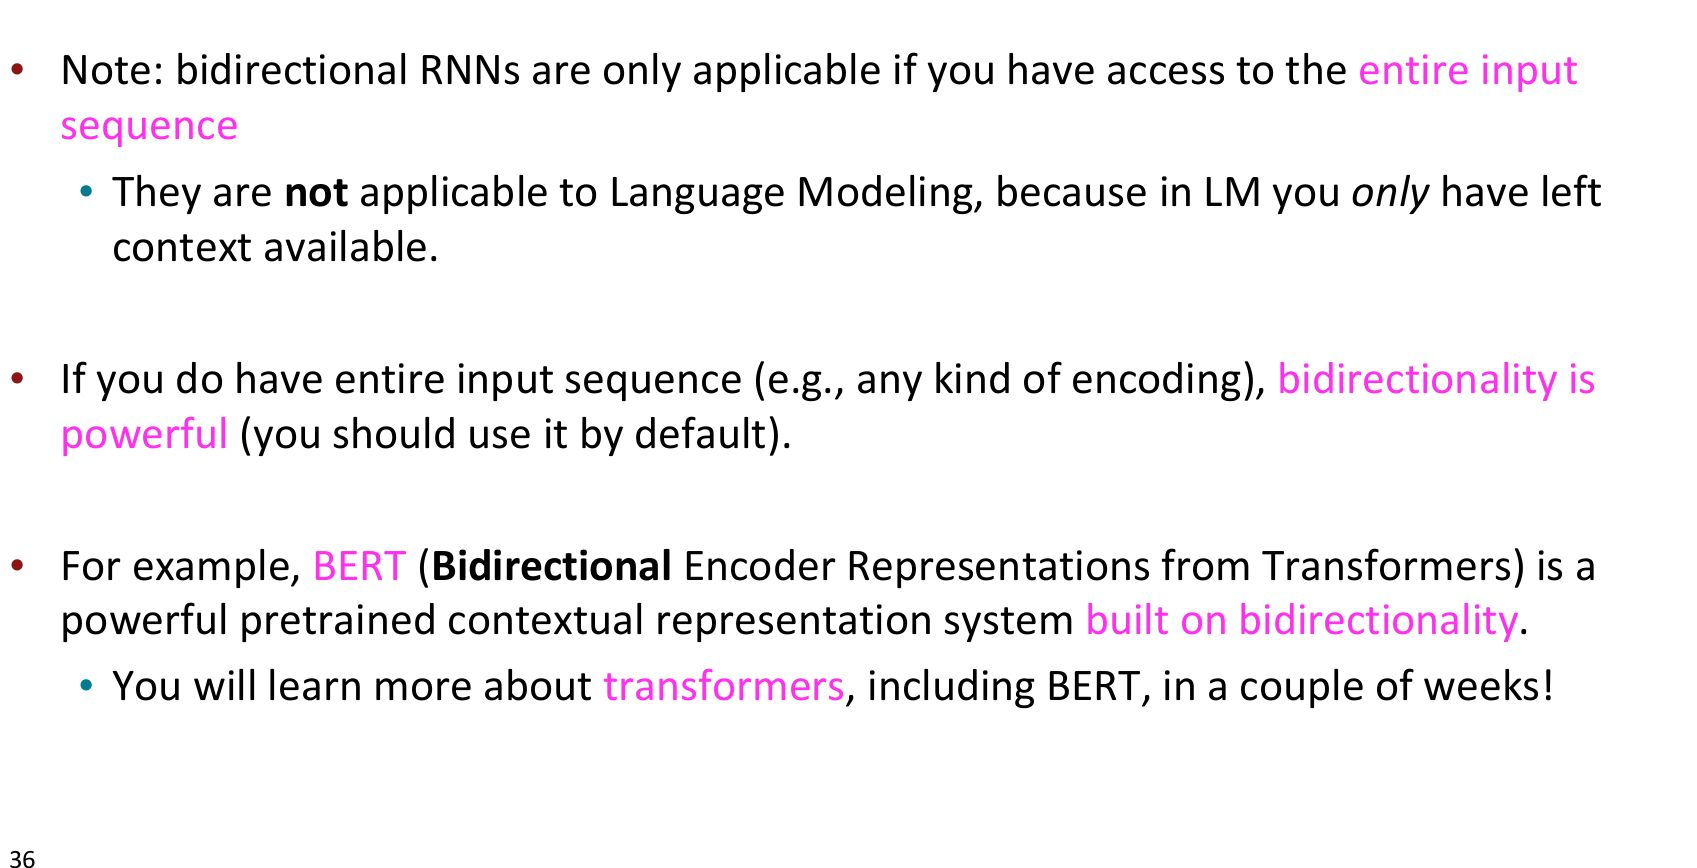 • Note: bidirectional RNNs are only applicable if you have access to the entire input
sequence
• They are not applicable to Language Modeling, because in LM you only have left
context available.
• If you do have entire input sequence (e.g., any kind of encoding), bidirectionality is
powerful (you should use it by default).
• For example, BERT (Bidirectional Encoder Representations from Transformers) is a
powerful pretrained contextual representation system built on bidirectionality.
• You will learn more about transformers, including BERT, in a couple of weeks!
36